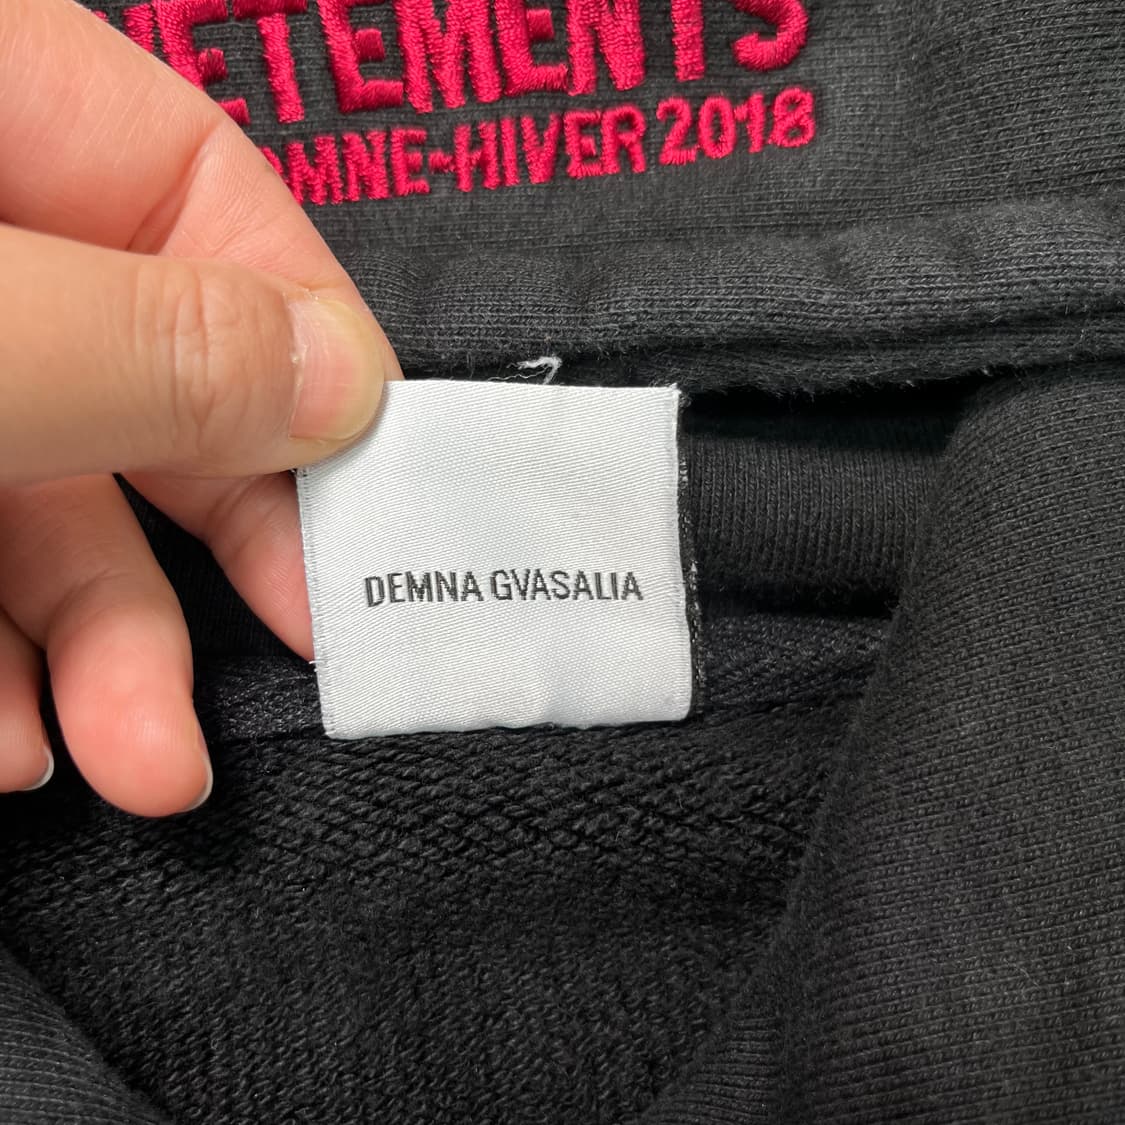 VETEMENTS
OMNE-HIVER 2018
DEMNA GVASALIA